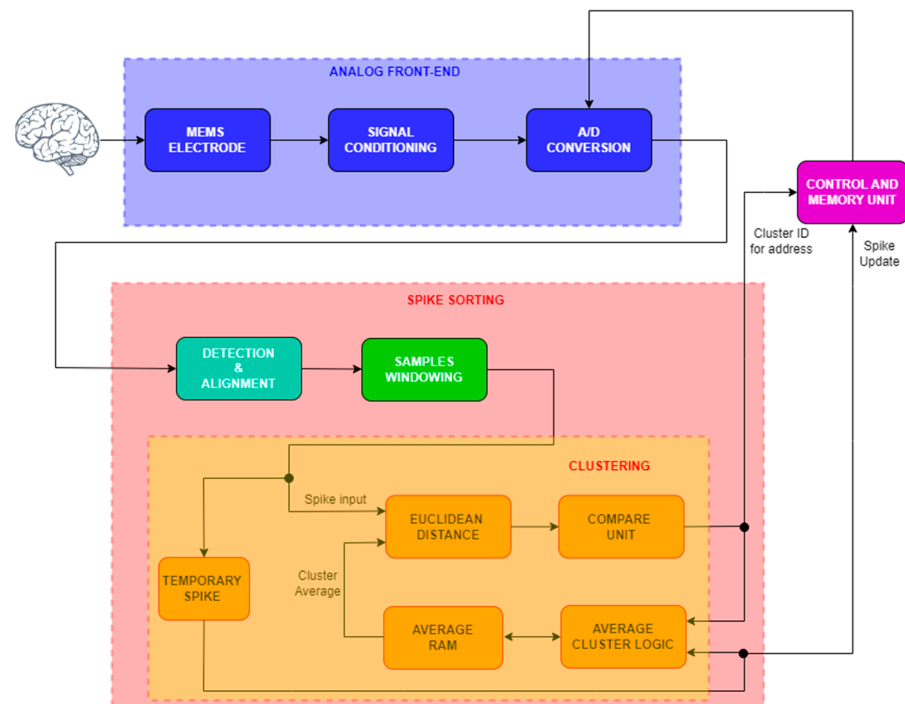 ANALOG FRONT-END
MEMS
ELECTRODE
SIGNAL
CONDITIONING
A/D
CONVERSION
CONTROL AND
MEMORY UNIT
Cluster ID
for address
Spike
Update
SPIKE SORTING
DETECTION
&
ALIGNMENT
SAMPLES
WINDOWING
CLUSTERING
Spike input
EUCLIDEAN
DISTANCE
COMPARE
UNIT
TEMPORARY
SPIKE
Cluster
Average
AVERAGE
RAM
AVERAGE
CLUSTER LOGIC